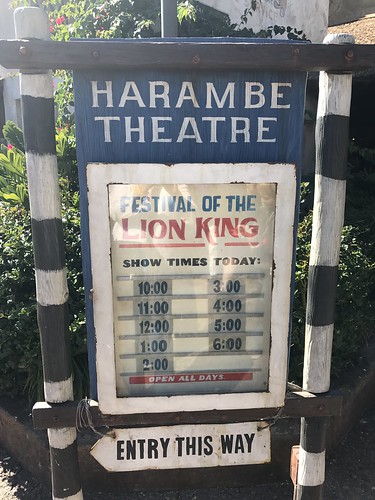 HARAMBE
THEATRE
FESTIVAL OF THE
LION KING
SHOW TIMES TODAY:
10:00 3:00
11:00 4:00
12:00 5:00
1:00 6:00
2:00
OPEN ALL DAYS
ENTRY THIS WAY